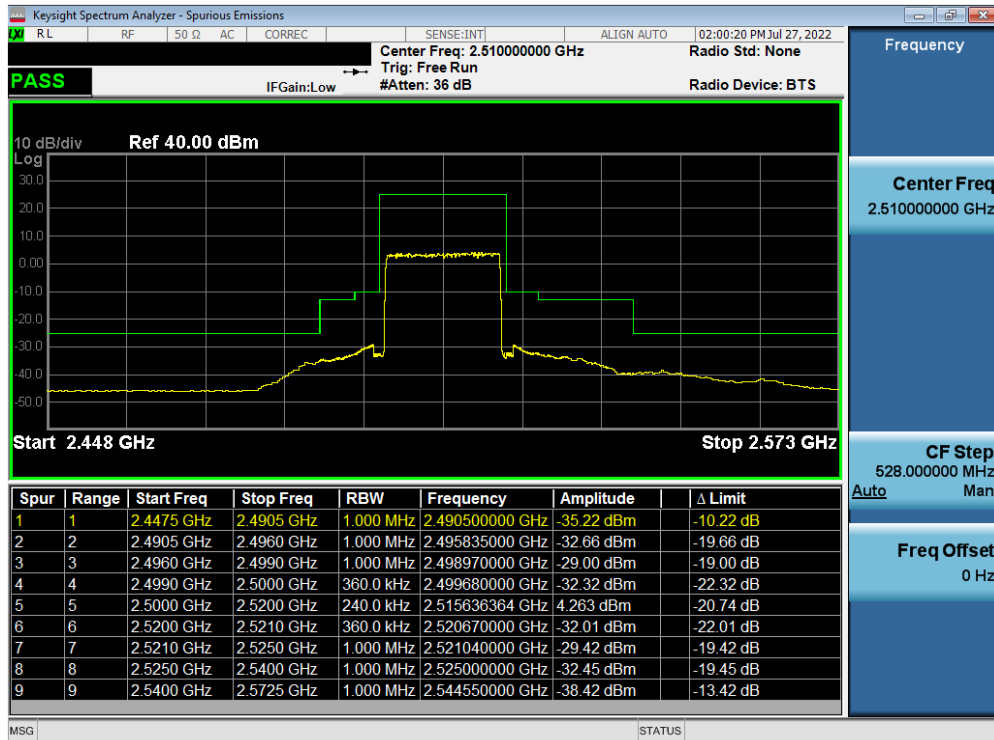 Keysight Spectrum Analyzer - Spurious Emissions
LXI RL RF 50 Ω AC CORREC SENSE:INT ALIGN AUTO 02:00:20 PM Jul 27, 2022
Center Freq: 2.510000000 GHz Radio Std: None
Trig: Free Run
PASS IFGain:Low #Atten: 36 dB Radio Device: BTS
10 dB/div Ref 40.00 dBm
Log
30.0
20.0
10.0
0.00
-10.0
-20.0
-30.0
-40.0
-50.0
Start 2.448 GHz Stop 2.573 GHz
Spur Range Start Freq Stop Freq RBW Frequency Amplitude Δ Limit
1 1 2.4475 GHz 2.4905 GHz 1.000 MHz 2.490500000 GHz -35.22 dBm -10.22 dB
2 2 2.4905 GHz 2.4960 GHz 1.000 MHz 2.495835000 GHz -32.66 dBm -19.66 dB
3 3 2.4960 GHz 2.4990 GHz 1.000 MHz 2.498970000 GHz -29.00 dBm -19.00 dB
4 4 2.4990 GHz 2.5000 GHz 360.0 kHz 2.499680000 GHz -32.32 dBm -22.32 dB
5 5 2.5000 GHz 2.5200 GHz 240.0 kHz 2.515636364 GHz 4.263 dBm -20.74 dB
6 6 2.5200 GHz 2.5210 GHz 360.0 kHz 2.520670000 GHz -32.01 dBm -22.01 dB
7 7 2.5210 GHz 2.5250 GHz 1.000 MHz 2.521040000 GHz -29.42 dBm -19.42 dB
8 8 2.5250 GHz 2.5400 GHz 1.000 MHz 2.525000000 GHz -32.45 dBm -19.45 dB
9 9 2.5400 GHz 2.5725 GHz 1.000 MHz 2.544550000 GHz -38.42 dBm -13.42 dB
MSG STATUS
Frequency
Center Freq
2.510000000 GHz
CF Step
528.000000 MHz
Auto Man
Freq Offset
0 Hz